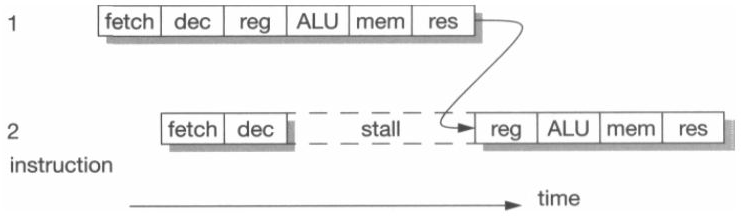 1 fetch dec reg ALU mem res
2 fetch dec stall reg ALU mem res
instruction
time